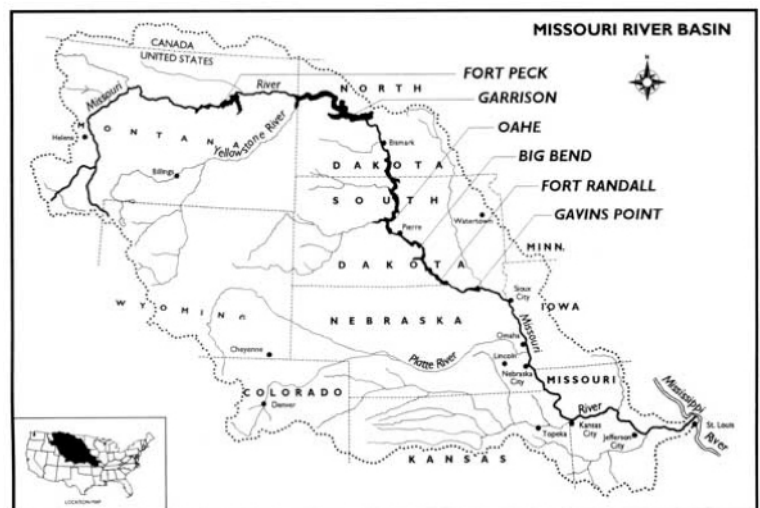 MISSOURI RIVER BASIN
CANADA
UNITED STATES
N
FORT PECK
GARRISON
OAHE
BIG BEND
FORT RANDALL
GAVINS POINT
Missouri
River
NORTH
MONTANA
Helena
Yellowstone River
Billings
Bismark
DAKOTA
SOUTH
Watertown
Pierre
MINN.
DAKOTA
Sioux
City
WYOMING
IOWA
NEBRASKA
Missouri
Omaha
Cheyenne
Platte River
Lincoln
Nebraska
City
MISSOURI
COLORADO
Denver
River
Mississippi
River
St. Louis
Kansas
City
Topeka
Jefferson
City
KANSAS
LOCATION MAP